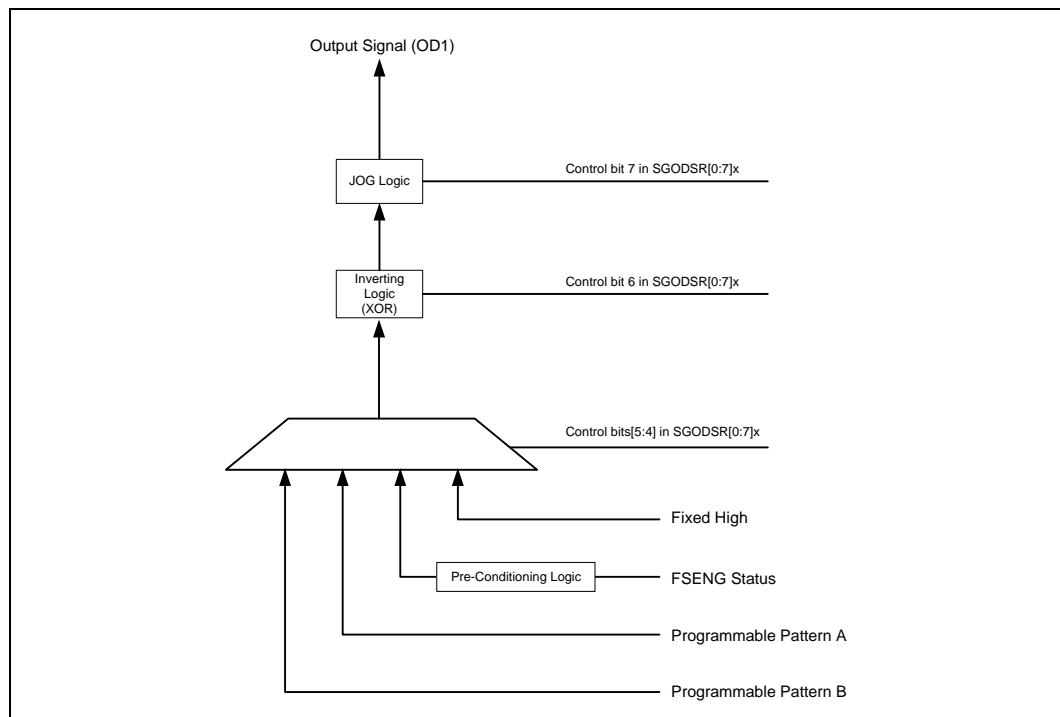 Output Signal (OD1)
JOG Logic
Control bit 7 in SGODSR[0:7]x
Inverting
Logic
(XOR)
Control bit 6 in SGODSR[0:7]x
Control bits[5:4] in SGODSR[0:7]x
Fixed High
Pre-Conditioning Logic
FSENG Status
Programmable Pattern A
Programmable Pattern B